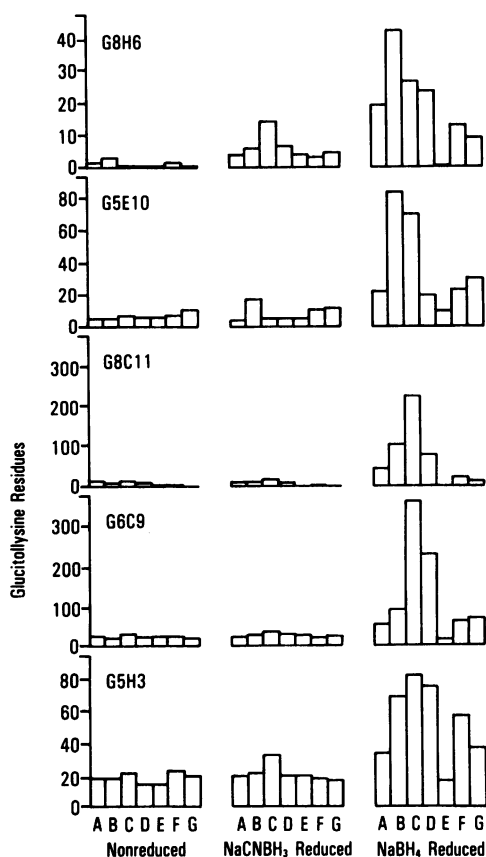 Glucitollysine Residues
G8H6
40
30
20
10
0
G5E10
80
60
40
20
0
G8C11
300
200
100
0
G6C9
300
200
100
0
G5H3
80
60
40
20
0
A B C D E F G
A B C D E F G
A B C D E F G
Nonreduced
NaCNBH₃ Reduced
NaBH₄ Reduced